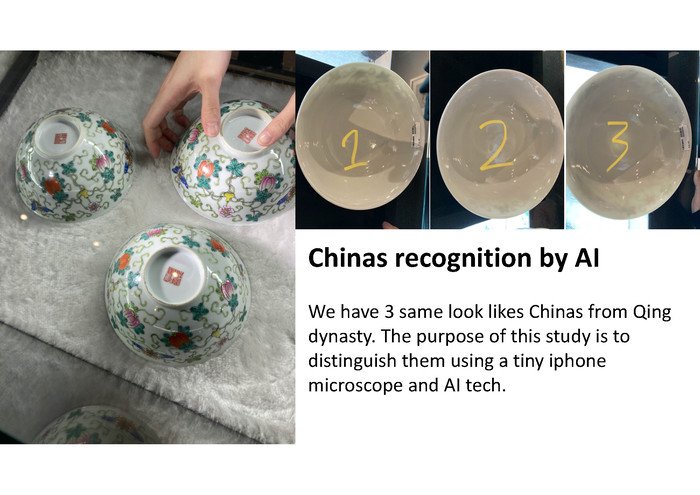 1
2
3
Chinas recognition by AI
We have 3 same look likes Chinas from Qing
dynasty. The purpose of this study is to
distinguish them using a tiny iphone
microscope and AI tech.